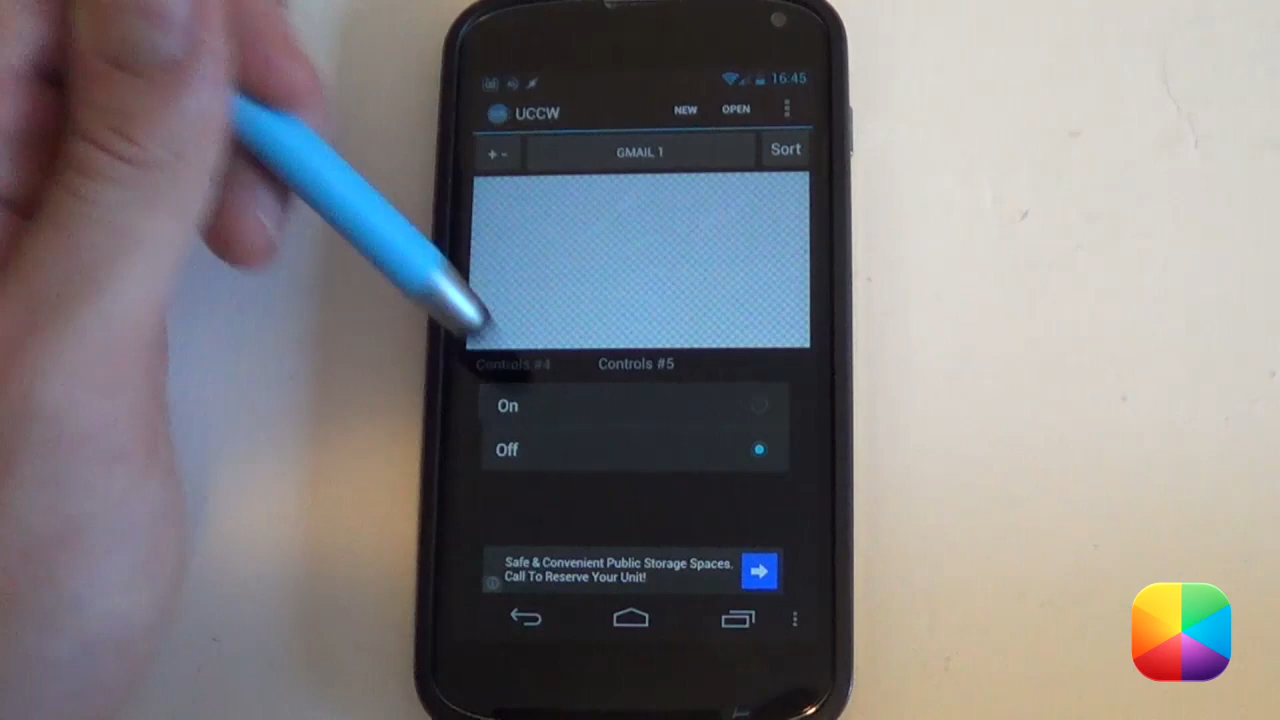 16:45
UCCW
NEW
OPEN
+ -
GMAIL 1
Sort
Controls #4
Controls #5
On
Off
Safe & Convenient Public Storage Spaces.
Call To Reserve Your Unit!